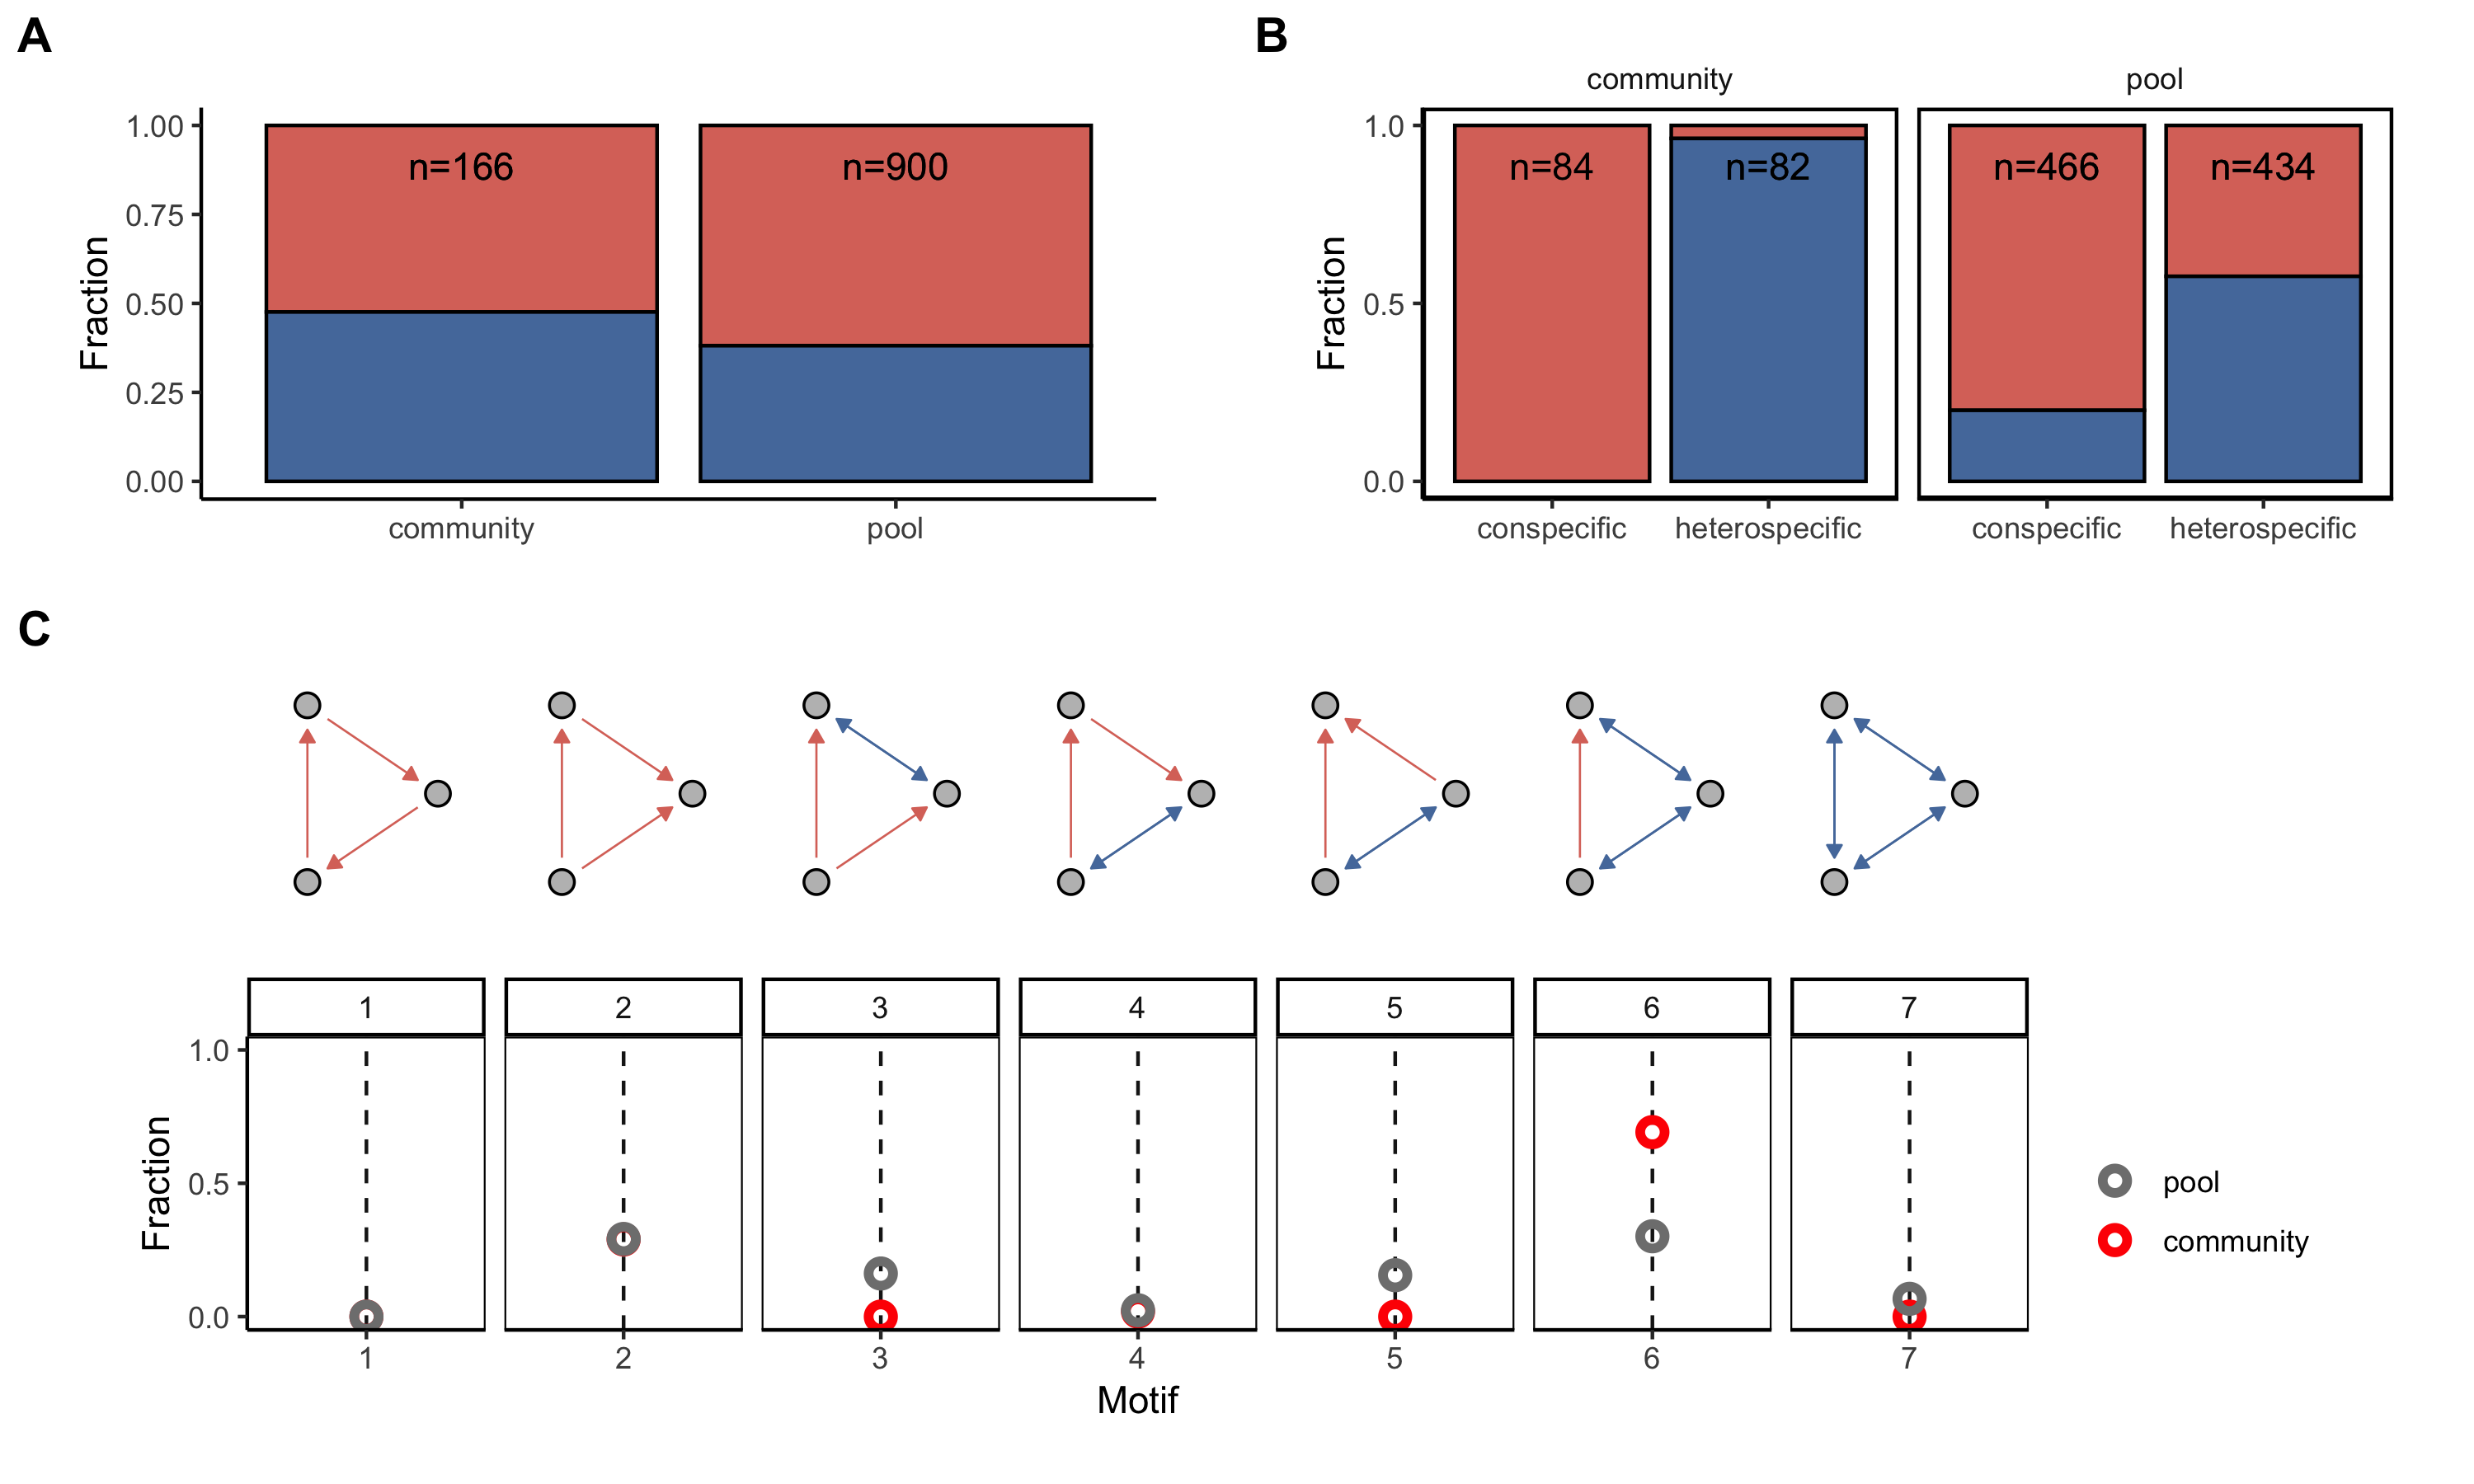 A
Fraction
1.00
0.75
0.50
0.25
0.00
n=166
n=900
community
pool
B
community
pool
Fraction
1.0
0.5
0.0
n=84
n=82
n=466
n=434
conspecific
heterospecific
conspecific
heterospecific
C
1
2
3
4
5
6
7
Fraction
1.0
0.5
0.0
1
2
3
4
5
6
7
Motif
pool
community